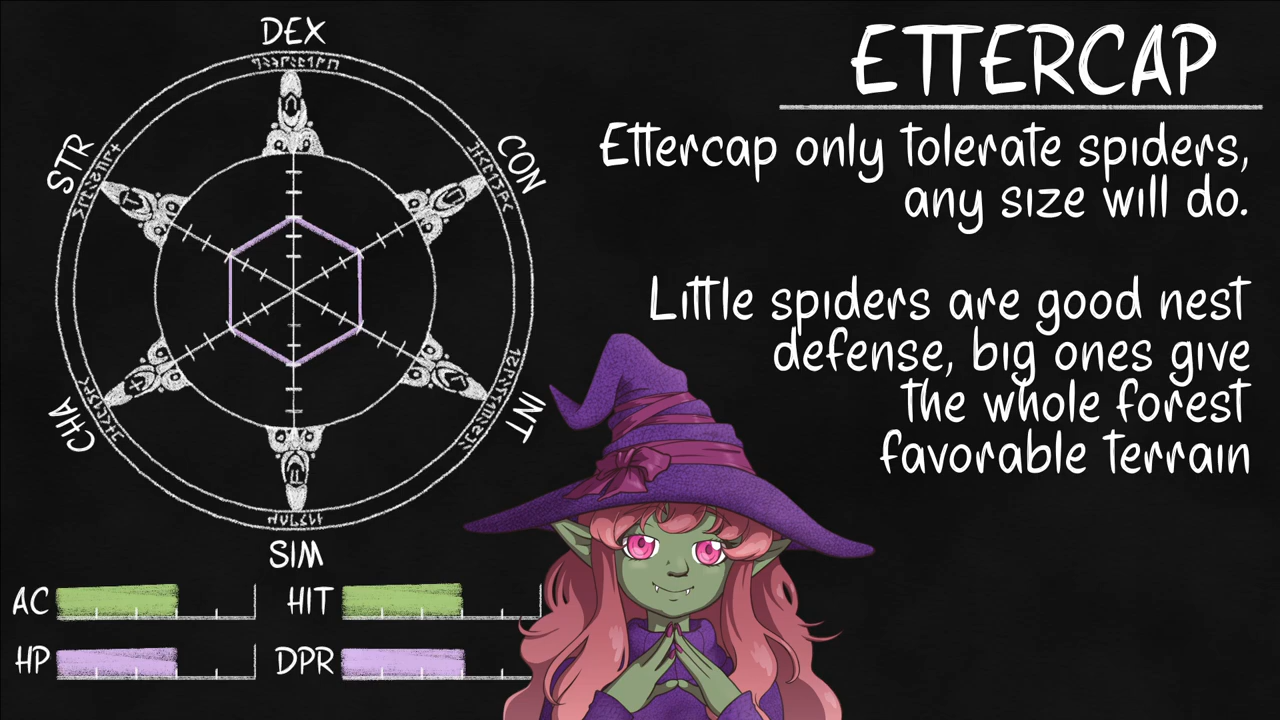 DEX
STR
CON
CHA
INT
SIM
AC
HIT
HP
DPR
ETTERCAP
Ettercap only tolerate spiders,
any size will do.
Little spiders are good nest
defense, big ones give
the whole forest
favorable terrain